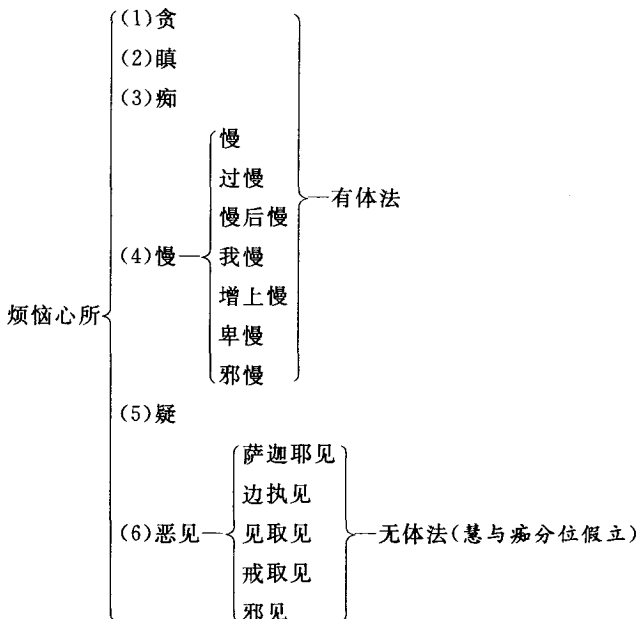 (1)贪
(2)瞋
(3)痴
慢
过慢
慢后慢
有体法
(4)慢
我慢
增上慢
烦恼心所
卑慢
邪慢
(5)疑
萨迦耶见
边执见
(6)恶见
见取见
无体法(慧与痴分位假立)
戒取见
邪见